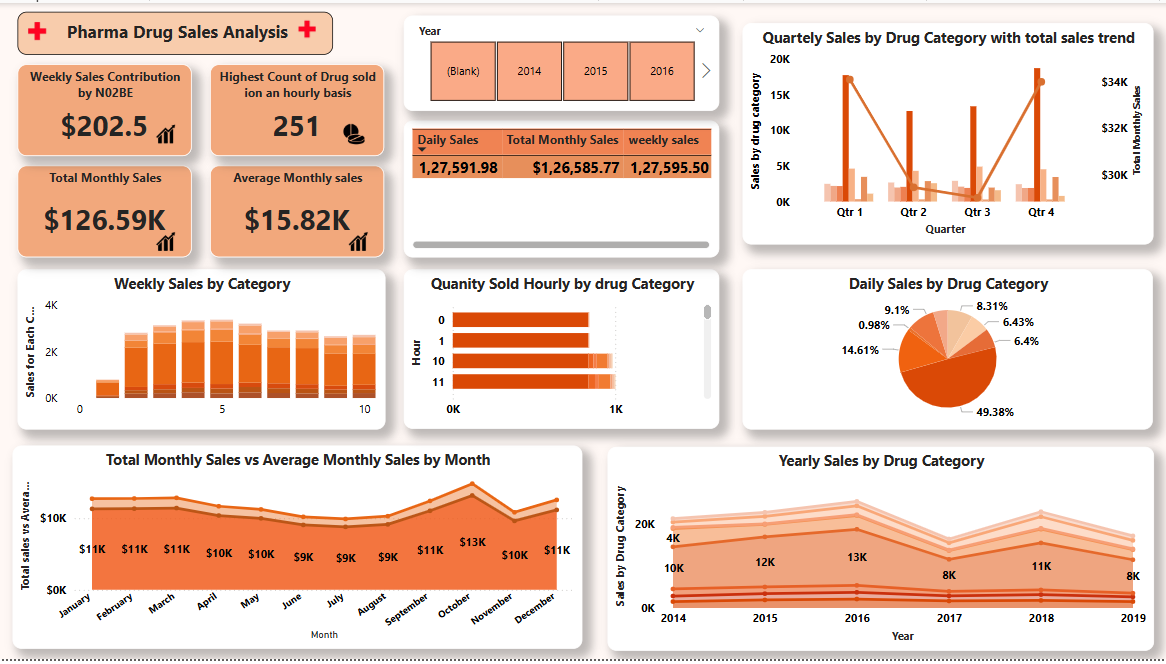 Pharma Drug Sales Analysis
Weekly Sales Contribution
by N02BE
$202.5
Highest Count of Drug sold
ion an hourly basis
251
Total Monthly Sales
$126.59K
Average Monthly sales
$15.82K
Year
(Blank)
2014
2015
2016
Daily Sales
Total Monthly Sales
weekly sales
1,27,591.98
$1,26,585.77
1,27,595.50
Quartely Sales by Drug Category with total sales trend
20K
15K
10K
5K
0K
Sales by drug category
$34K
$32K
$30K
Total Monthly Sales
Qtr 1
Qtr 2
Qtr 3
Qtr 4
Quarter
Weekly Sales by Category
Sales for Each C...
4K
2K
0K
0
5
10
Quanity Sold Hourly by drug Category
Hour
0
1
10
11
0K
1K
Daily Sales by Drug Category
9.1%
8.31%
0.98%
6.43%
6.4%
14.61%
49.38%
Total Monthly Sales vs Average Monthly Sales by Month
Total sales vs Avera...
$10K
$0K
$11K
$11K
$11K
$10K
$10K
$9K
$9K
$9K
$11K
$13K
$10K
$11K
January
February
March
April
May
June
July
August
September
October
November
December
Month
Yearly Sales by Drug Category
Sales by Drug Category
20K
0K
4K
10K
12K
13K
8K
11K
8K
2014
2015
2016
2017
2018
2019
Year